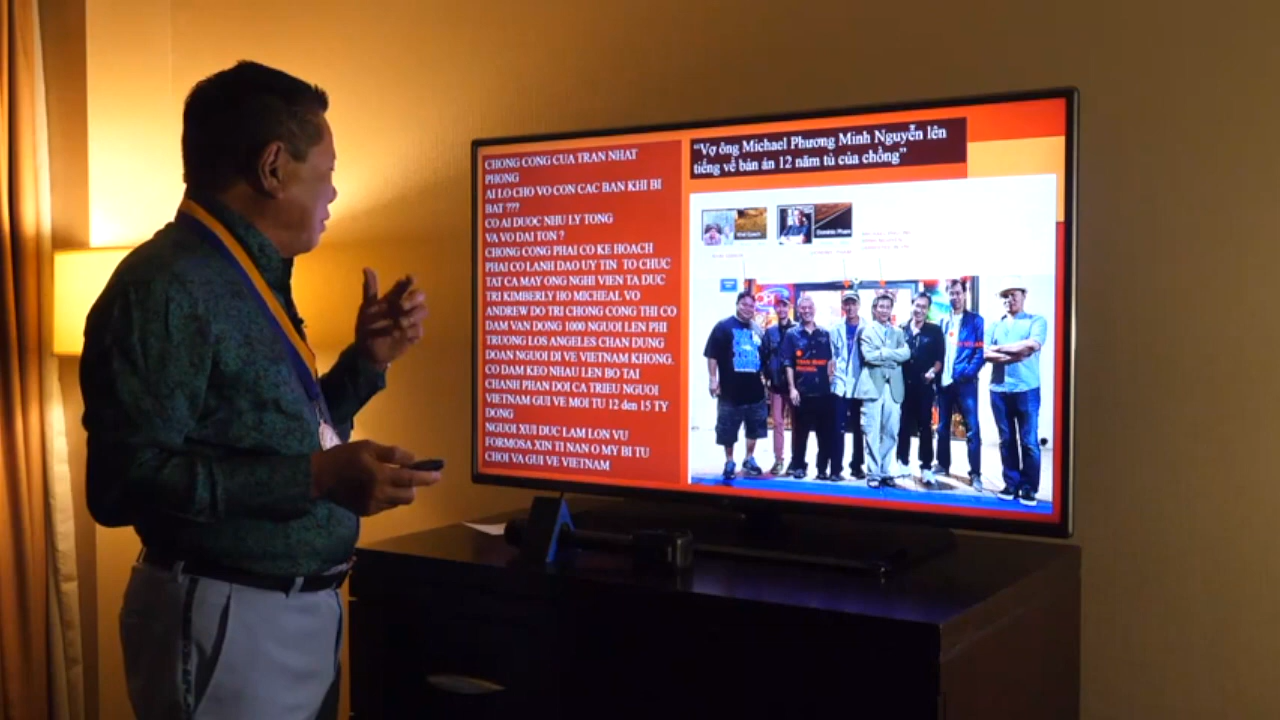 CHONG CONG CUA TRAN NHAT
PHONG
AI LO CHO VO CON CAC BAN KHI BI
BAT ???
CO AI DUOC NHU LY TONG
VA VO DAI TON ?
CHONG CONG PHAI CO KE HOACH
PHAI CO LANH DAO UY TIN TO CHUC
TAT CA MAY ONG NGHI VIEN TA DUC
TRI KIMBERLY HO MICHEAL VO
ANDREW DO TRI CHONG CONG THI CO
DAM VAN DONG 1000 NGUOI LEN PHI
TRUONG LOS ANGELES CHAN DUNG
DOAN NGUOI DI VE VIETNAM KHONG.
CO DAM KEO NHAU LEN BO TAI
CHANH PHAN DOI CA TRIEU NGUOI
VIETNAM GUI VE MOI TU 12 den 15 TY
DONG
NGUOI XUI DUC LAM LON VU
FORMOSA XIN TI NAN O MY BI TU
CHOI VA GUI VE VIETNAM
“Vợ ông Michael Phương Minh Nguyễn lên
tiếng về bản án 12 năm tù của chồng”
Dominic Pham
TRAN NHAT
PHONG